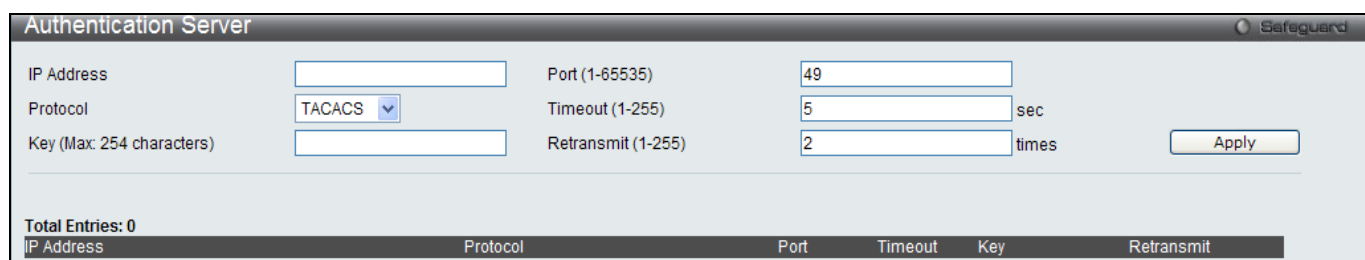 Authentication Server Safeguard
IP Address Port (1-65535) 49
Protocol TACACS Timeout (1-255) 5 sec
Key (Max: 254 characters) Retransmit (1-255) 2 times Apply
Total Entries: 0
IP Address Protocol Port Timeout Key Retransmit